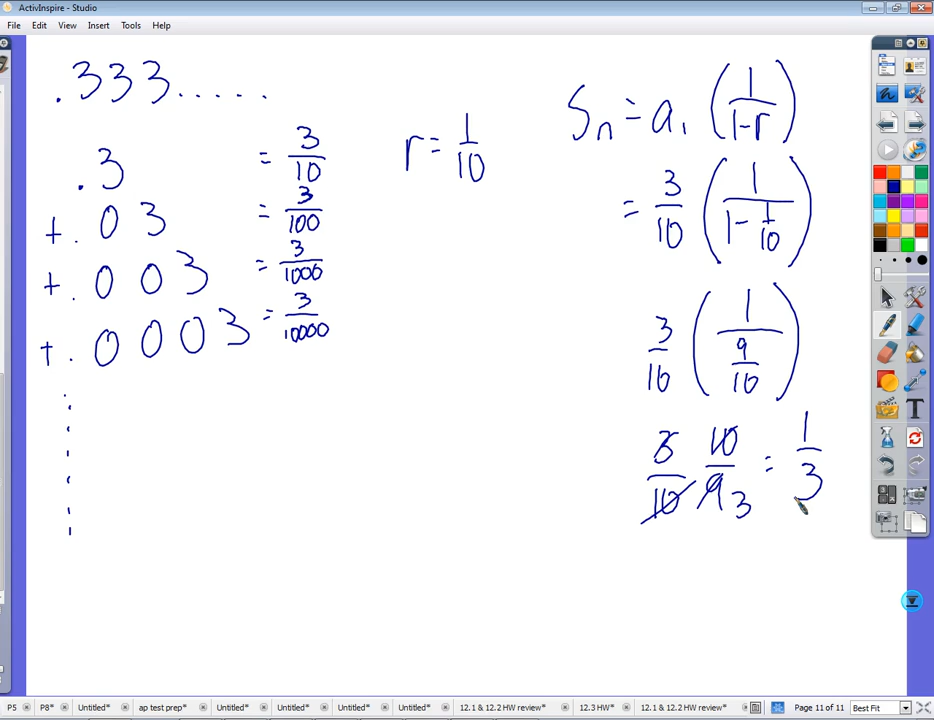 ActivInspire - Studio
File Edit View Insert Tools Help
.333.....
.3 = 3/10
+.03 = 3/100
+.003 = 3/1000
+.0003 = 3/10000
r = 1/10
Sn = a1 (1/(1-r))
= 3/10 (1/(1-1/10))
3/10 (1/(9/10))
3/10 10/9 3 = 1/3
T
P5 P8* Untitled* ap test prep* Untitled* Untitled* Untitled* Untitled* 12.1 & 12.2 HW review* 12.3 HW* 12.1 & 12.2 HW review* Page 11 of 11 Best Fit